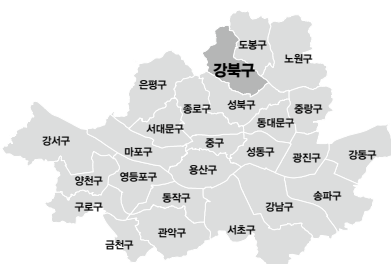 도봉구
노원구
강북구
은평구
종로구
성북구
중랑구
서대문구
동대문구
강서구
마포구
중구
성동구
광진구
강동구
양천구
영등포구
용산구
구로구
동작구
강남구
송파구
금천구
관악구
서초구